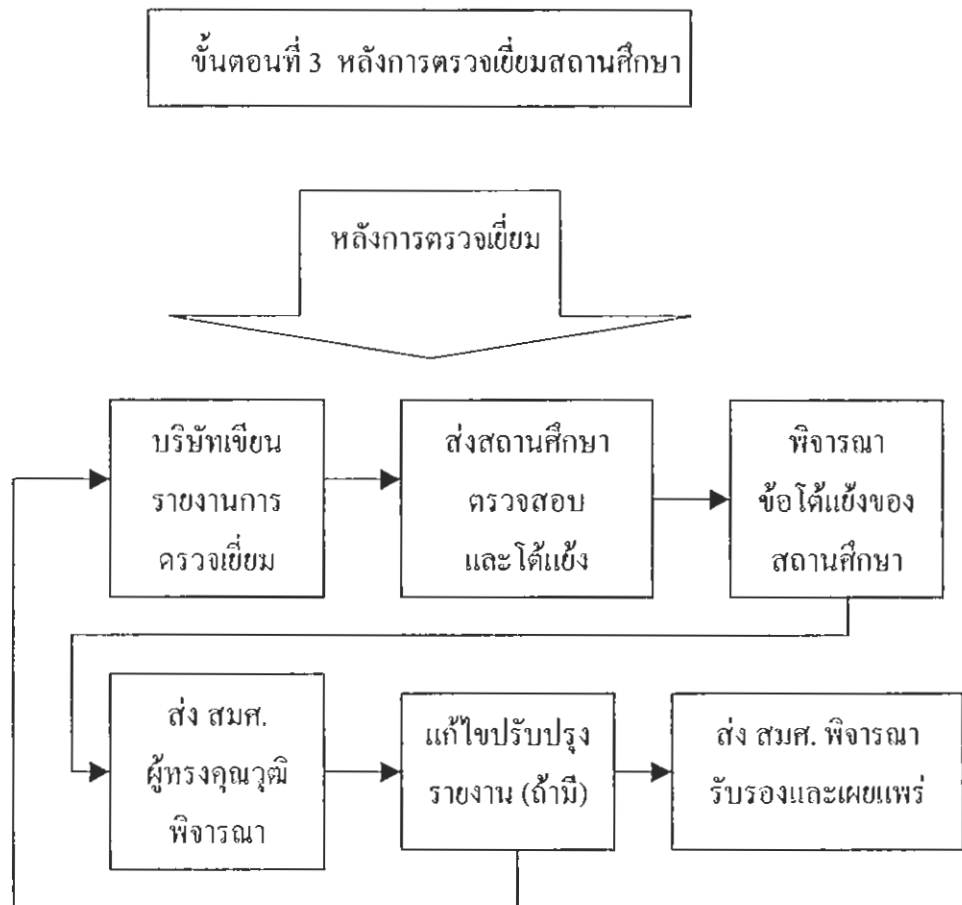 ขั้นตอนที่ 3 หลังการตรวจเยี่ยมสถานศึกษา
หลังการตรวจเยี่ยม
บริษัทเขียน
รายงานการ
ตรวจเยี่ยม
ส่งสถานศึกษา
ตรวจสอบ
และโต้แย้ง
พิจารณา
ข้อโต้แย้งของ
สถานศึกษา
ส่ง สมศ.
ผู้ทรงคุณวุฒิ
พิจารณา
แก้ไขปรับปรุง
รายงาน (ถ้ามี)
ส่ง สมศ. พิจารณา
รับรองและเผยแพร่